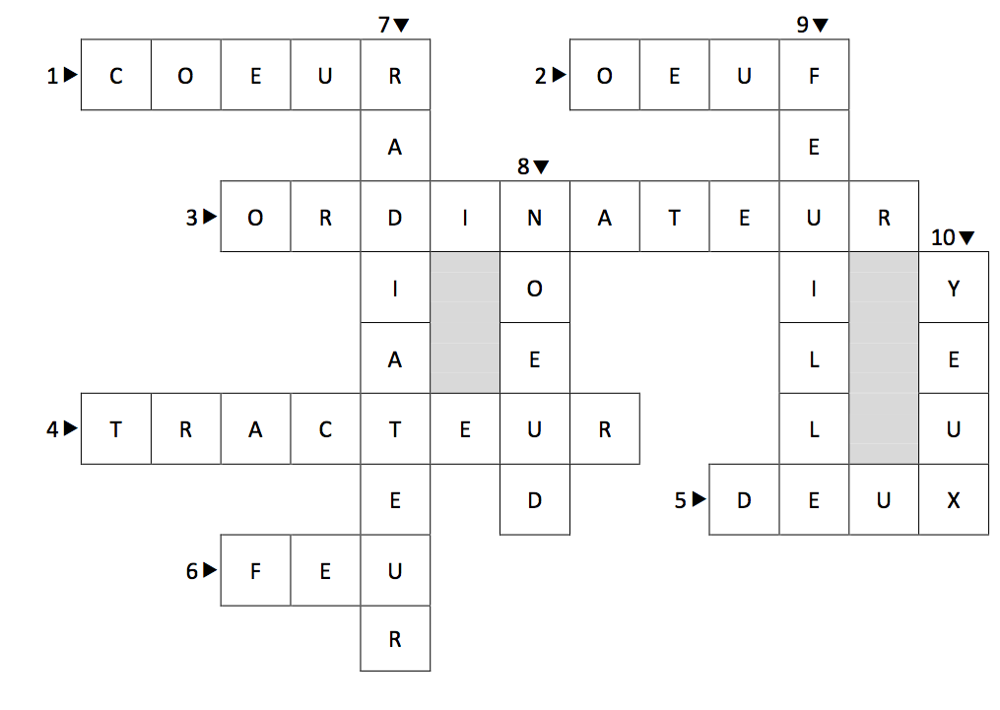 7▼ 9▼
1▶ C O E U R 2▶ O E U F
A E
8▼
3▶ O R D I N A T E U R
10▼
I O I Y
A E L E
4▶ T R A C T E U R L U
E D 5▶ D E U X
6▶ F E U
R